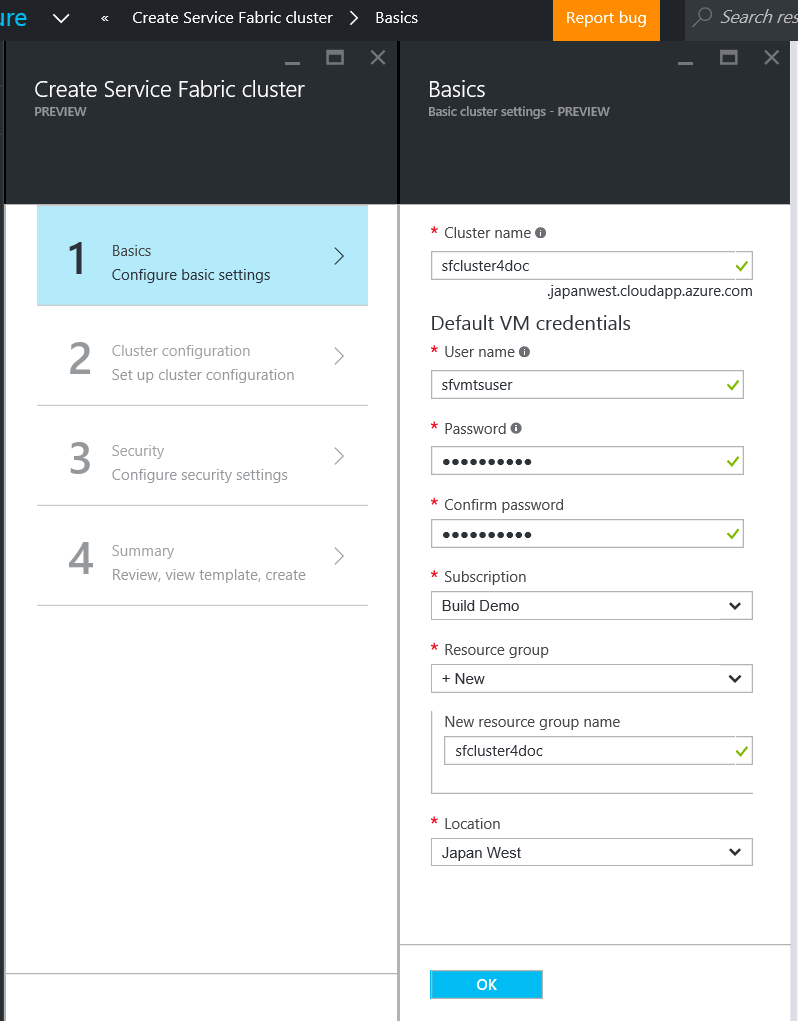 ure « Create Service Fabric cluster > Basics Report bug Search res
Create Service Fabric cluster
PREVIEW
1 Basics
Configure basic settings
2 Cluster configuration
Set up cluster configuration
3 Security
Configure security settings
4 Summary
Review, view template, create
Basics
Basic cluster settings - PREVIEW
* Cluster name
sfcluster4doc
.japanwest.cloudapp.azure.com
Default VM credentials
* User name
sfvmtsuser
* Password
●●●●●●●●●●
* Confirm password
●●●●●●●●●●
* Subscription
Build Demo
* Resource group
+ New
New resource group name
sfcluster4doc
* Location
Japan West
OK